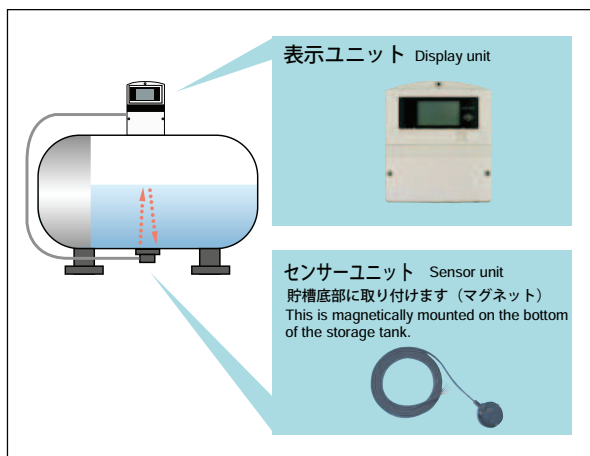 表示ユニット Display unit
センサーユニット Sensor unit
貯槽底部に取り付けます（マグネット）
This is magnetically mounted on the bottom
of the storage tank.